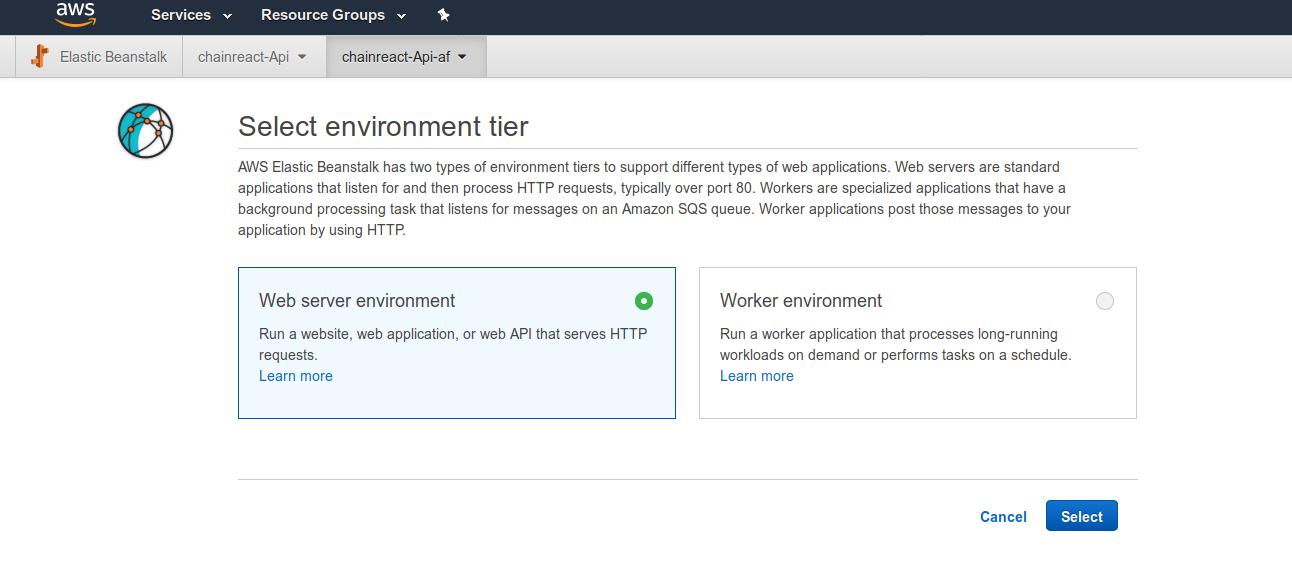 aws Services Resource Groups
Elastic Beanstalk chainreact-Api chainreact-Api-af
Select environment tier
AWS Elastic Beanstalk has two types of environment tiers to support different types of web applications. Web servers are standard
applications that listen for and then process HTTP requests, typically over port 80. Workers are specialized applications that have a
background processing task that listens for messages on an Amazon SQS queue. Worker applications post those messages to your
application by using HTTP.
Web server environment
Run a website, web application, or web API that serves HTTP
requests.
Learn more
Worker environment
Run a worker application that processes long-running
workloads on demand or performs tasks on a schedule.
Learn more
Cancel Select